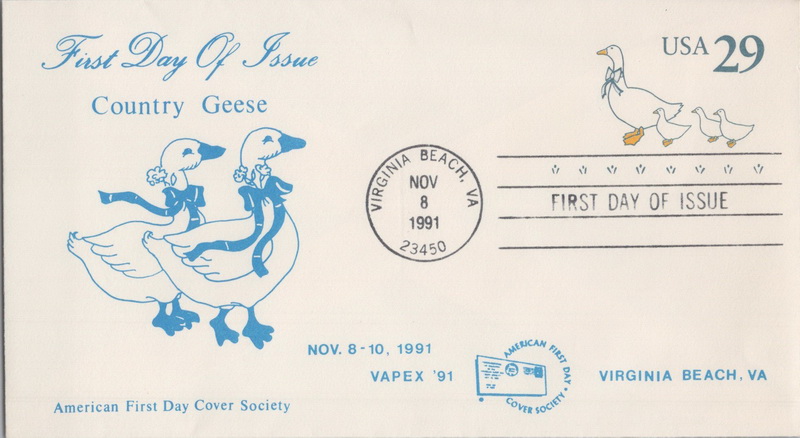 First Day Of Issue
Country Geese
USA 29
VIRGINIA BEACH, VA
NOV
8
1991
23450
FIRST DAY OF ISSUE
NOV. 8-10, 1991
VAPEX '91
AMERICAN FIRST DAY
COVER SOCIETY
VIRGINIA BEACH, VA
American First Day Cover Society